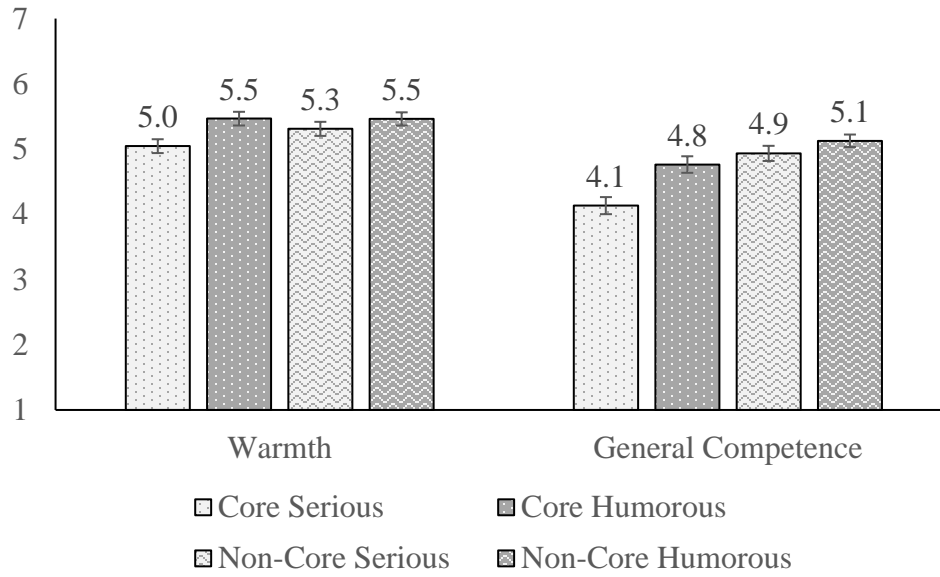 7
6
5
4
3
2
1
5.0
5.5
5.3
5.5
4.1
4.8
4.9
5.1
Warmth
General Competence
Core Serious
Core Humorous
Non-Core Serious
Non-Core Humorous